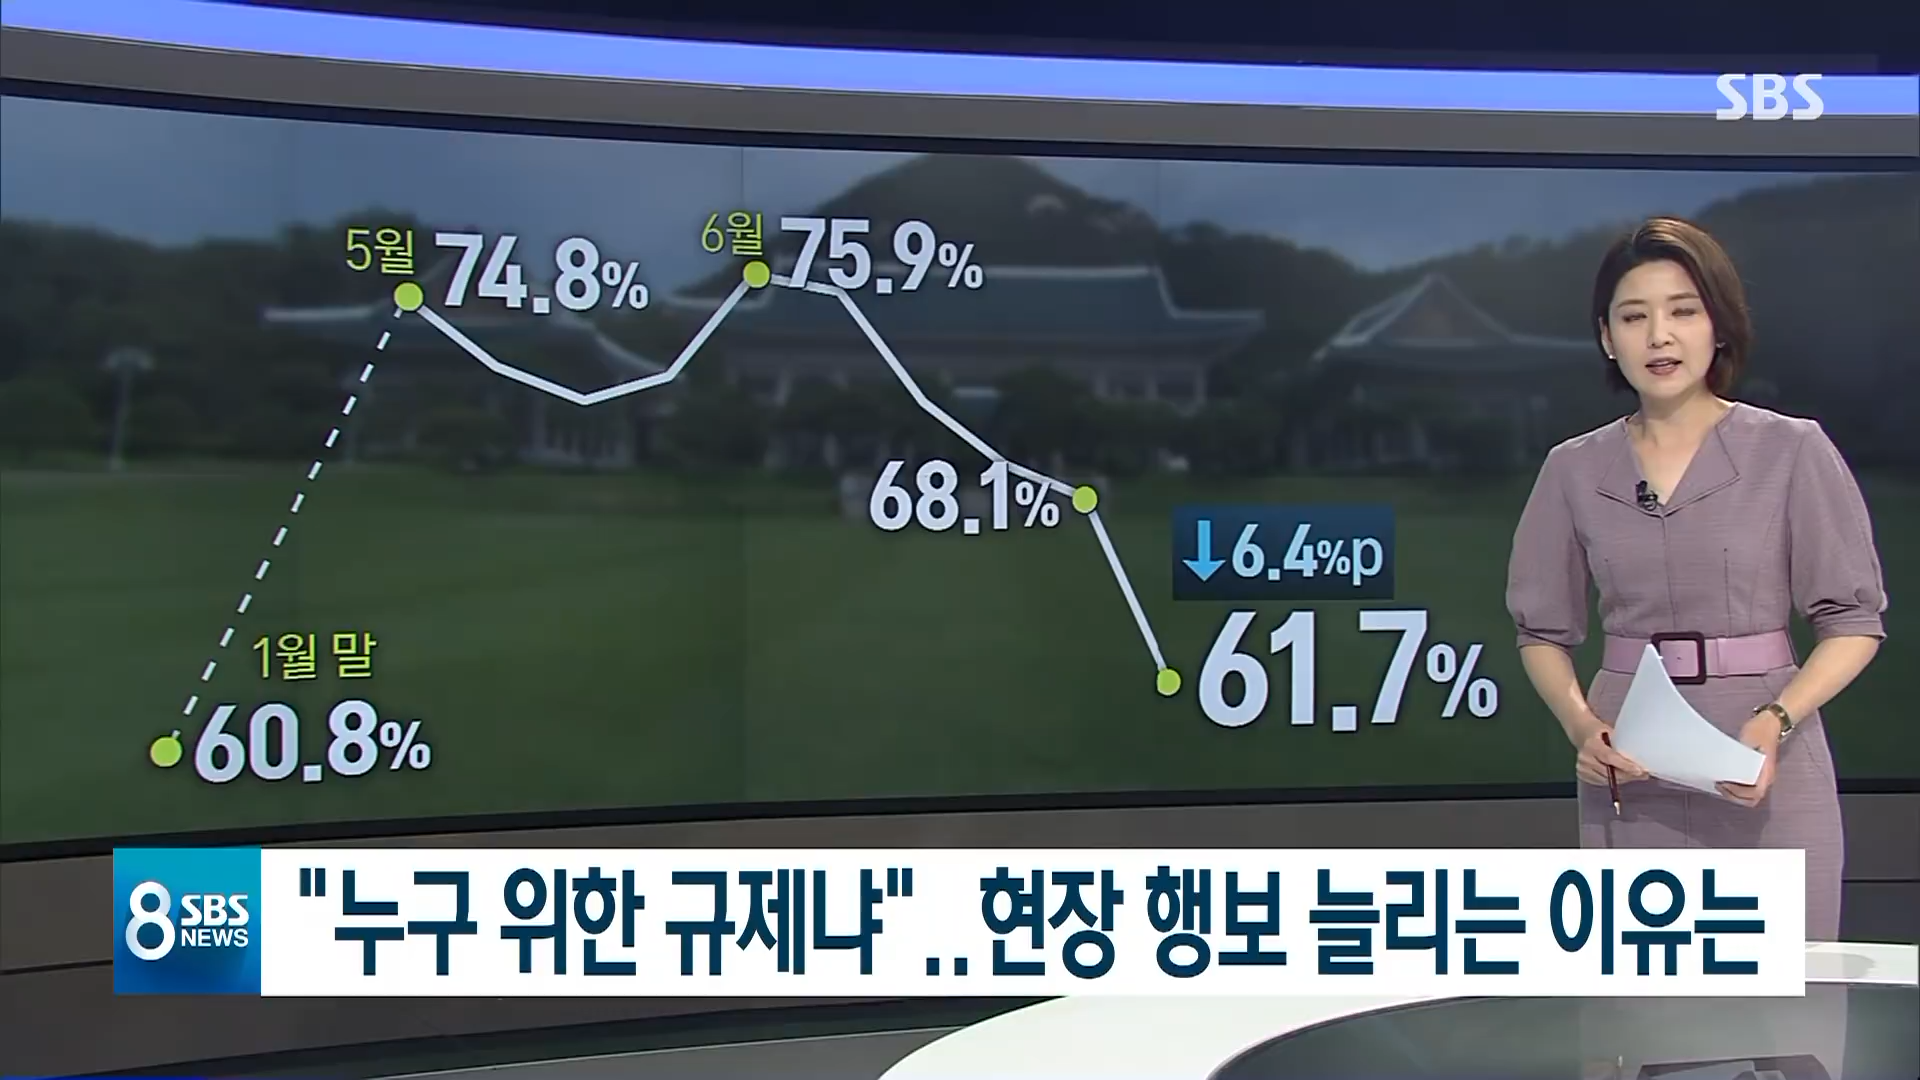 SBS
5월 74.8%
6월 75.9%
68.1%
↓6.4%p
61.7%
1월 말
60.8%
8 SBS NEWS
"누구 위한 규제냐"..현장 행보 늘리는 이유는